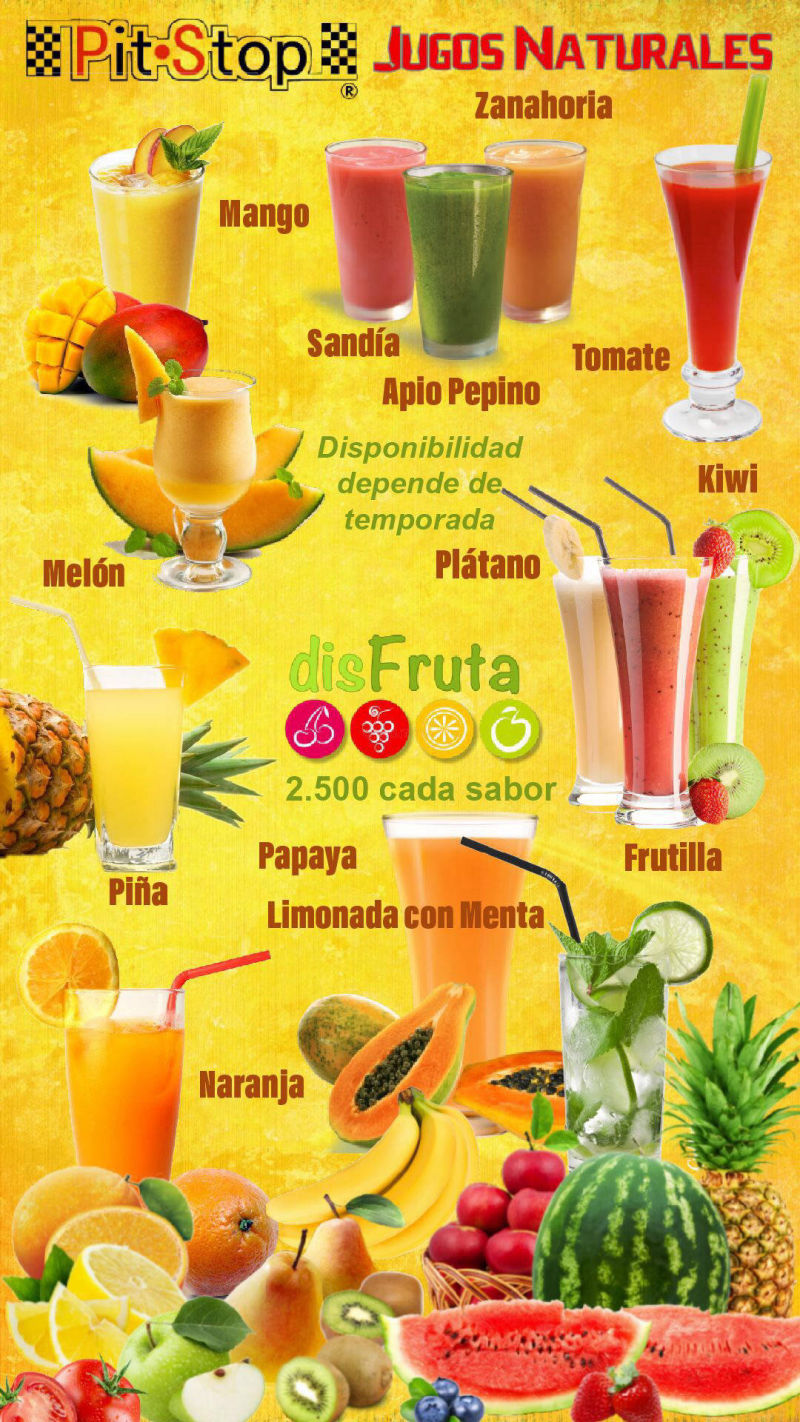 Pit•Stop ®
JUGOS NATURALES
Zanahoria
Mango
Sandía
Tomate
Apio Pepino
Disponibilidad
depende de
temporada
Kiwi
Plátano
Melón
disFruta
2.500 cada sabor
Papaya
Frutilla
Piña
Limonada con Menta
Naranja